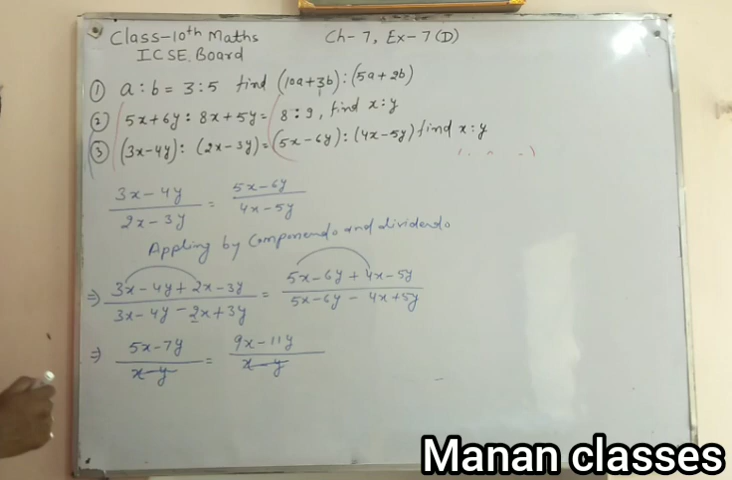 Class-10th Maths Ch-7, Ex-7(D)
ICSE. Board
① a : b = 3 : 5 find (10a+3b) : (5a+2b)
② 5x+6y : 8x+5y = 8 : 9, find x : y
③ (3x-4y) : (2x-3y) = (5x-6y) : (4x-5y) find x : y
3x-4y / 2x-3y = 5x-6y / 4x-5y
Appling by Componendo and dividendo
⇒ 3x-4y+2x-3y / 3x-4y-2x+3y = 5x-6y+4x-5y / 5x-6y-4x+5y
⇒ 5x-7y / x-y = 9x-11y / x-y
Manan classes